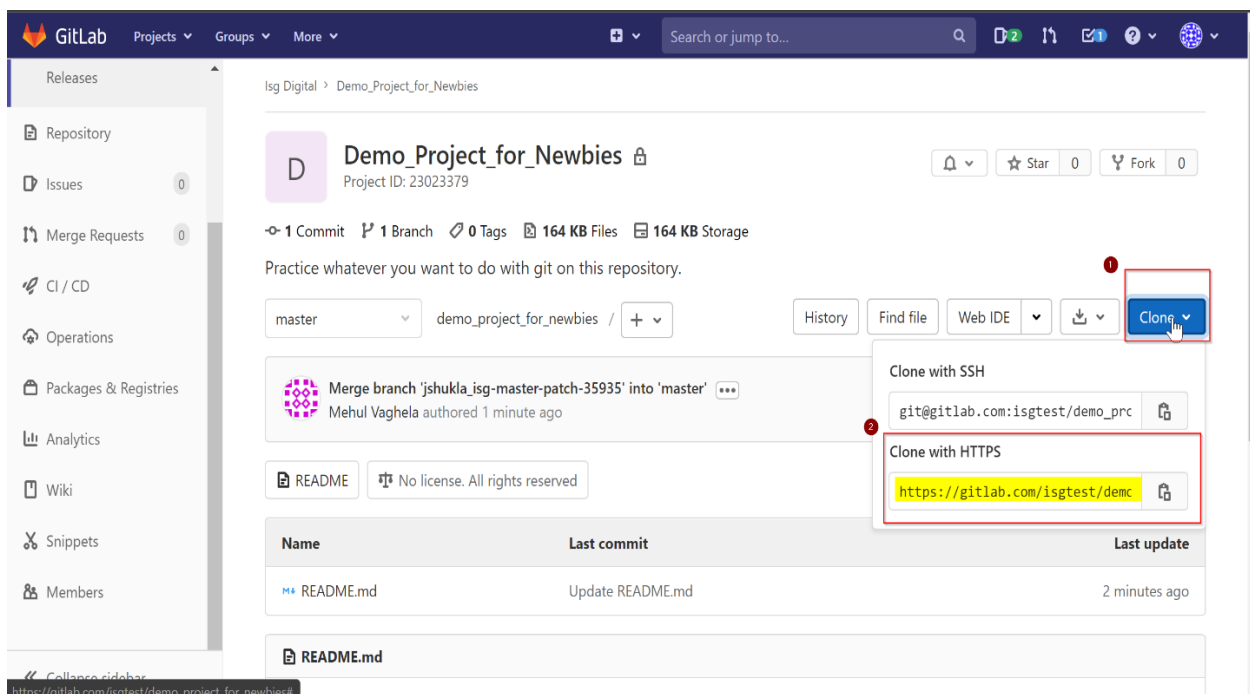 GitLab Projects Groups More Search or jump to... 2 1
Releases
Isg Digital > Demo_Project_for_Newbies
Repository
Issues 0
Merge Requests 0
CI / CD
Operations
Packages & Registries
Analytics
Wiki
Snippets
Members
Collapse sidebar
D
Demo_Project_for_Newbies
Project ID: 23023379
Star 0 Fork 0
1 Commit 1 Branch 0 Tags 164 KB Files 164 KB Storage
Practice whatever you want to do with git on this repository.
1
master demo_project_for_newbies / + History Find file Web IDE Clone
Merge branch 'jshukla_isg-master-patch-35935' into 'master'
Mehul Vaghela authored 1 minute ago
Clone with SSH
git@gitlab.com:isgtest/demo_prc
2
Clone with HTTPS
https://gitlab.com/isgtest/demc
README No license. All rights reserved
Name Last commit Last update
README.md Update README.md 2 minutes ago
README.md
https://gitlab.com/isgtest/demo_project_for_newbies#